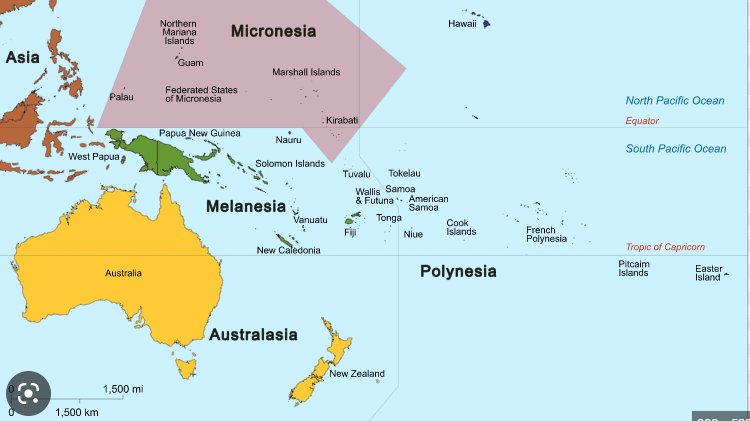 Northern
Mariana
Islands
Micronesia
Hawaii
Asia
Guam
Marshall Islands
Palau
Federated States
of Micronesia
North Pacific Ocean
Kirabati
Equator
Papua New Guinea
Nauru
South Pacific Ocean
West Papua
Solomon Islands
Tuvalu
Tokelau
Wallis
& Futuna
Samoa
American
Samoa
Melanesia
Vanuatu
Tonga
Fiji
Niue
Cook
Islands
French
Polynesia
New Caledonia
Tropic of Capricorn
Australia
Polynesia
Pitcairn
Islands
Easter
Island
Australasia
New Zealand
0
1,500 mi
0
1,500 km